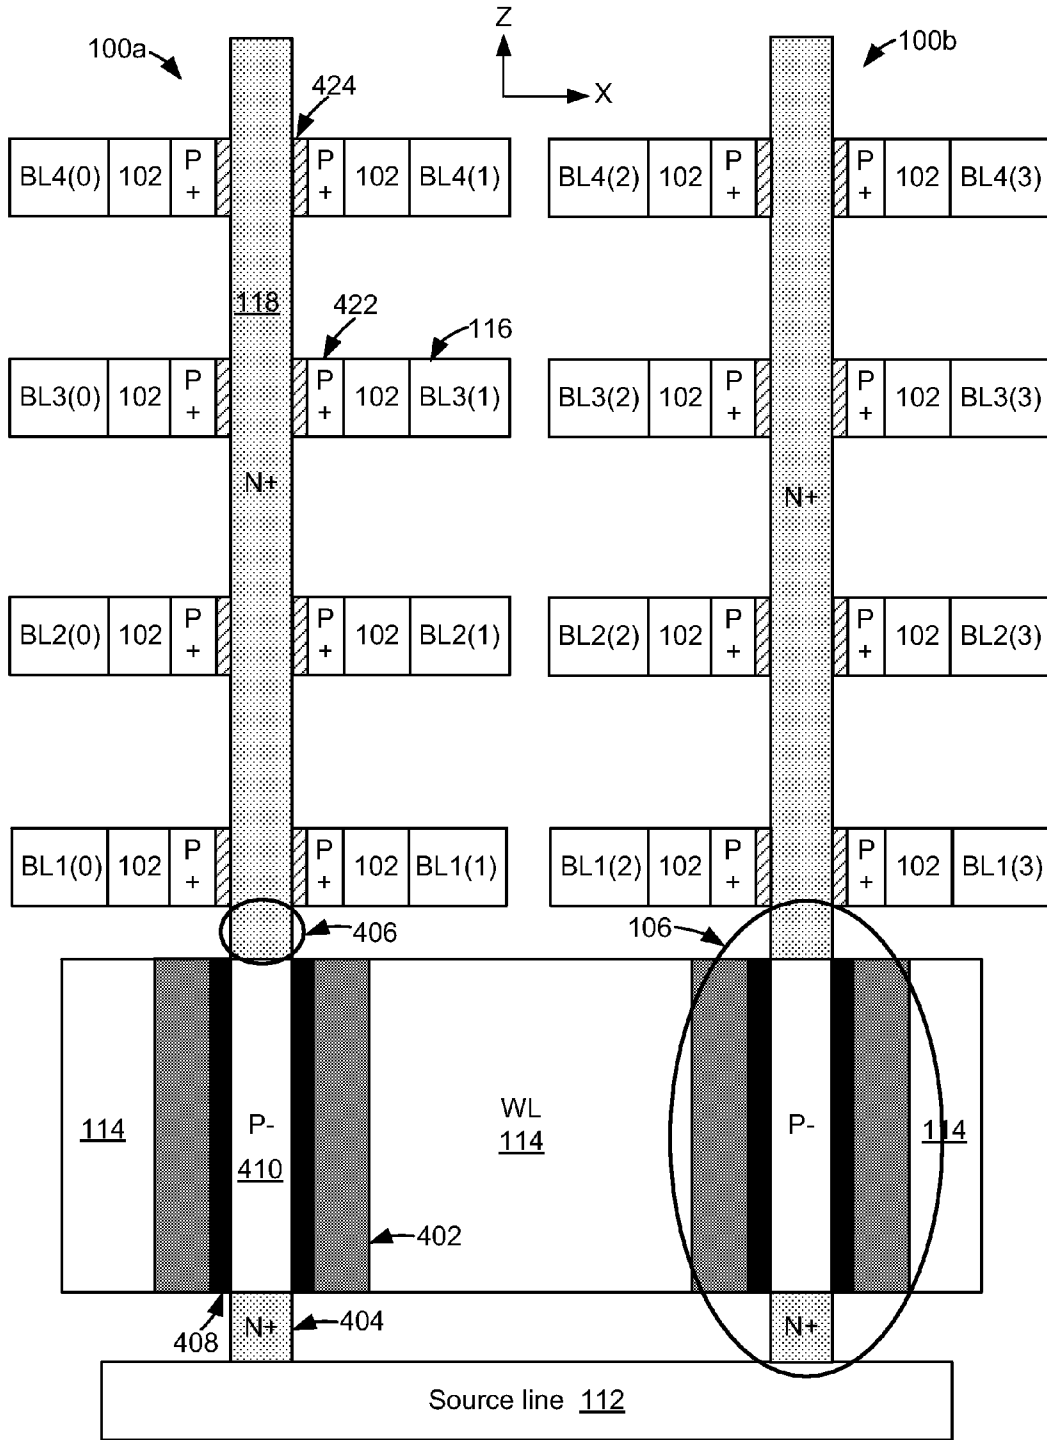 Z
100a
100b
X
424
BL4(0) 102 P+ P+ 102 BL4(1) BL4(2) 102 P+ P+ 102 BL4(3)
118
422
116
BL3(0) 102 P+ P+ 102 BL3(1) BL3(2) 102 P+ P+ 102 BL3(3)
N+
N+
BL2(0) 102 P+ P+ 102 BL2(1) BL2(2) 102 P+ P+ 102 BL2(3)
BL1(0) 102 P+ P+ 102 BL1(1) BL1(2) 102 P+ P+ 102 BL1(3)
406
106
114
P-
410
WL
114
P-
114
402
408
N+
404
N+
Source line 112